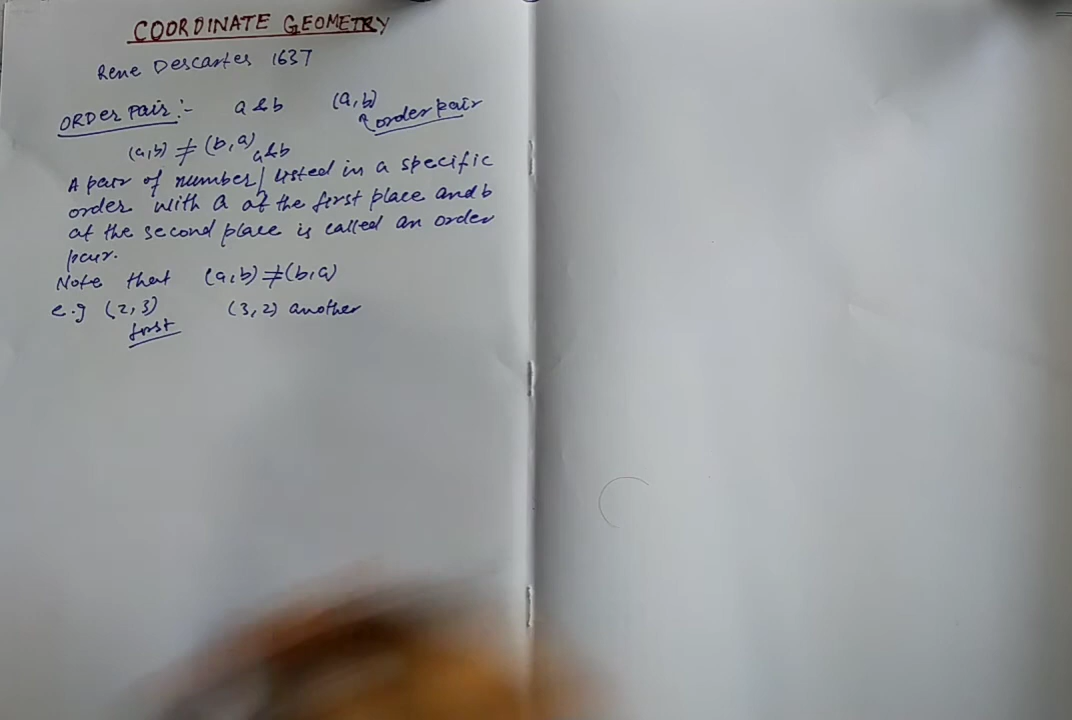 COORDINATE GEOMETRY
Rene Descartes 1637
ORDer Pair :- a & b (a, b)
order pair
(a, b) ≠ (b, a)
a & b
A pair of number listed in a specific
order with a at the first place and b
at the second place is called an order
pair.
Note that (a, b) ≠ (b, a)
e.g (2, 3) (3, 2) another
first